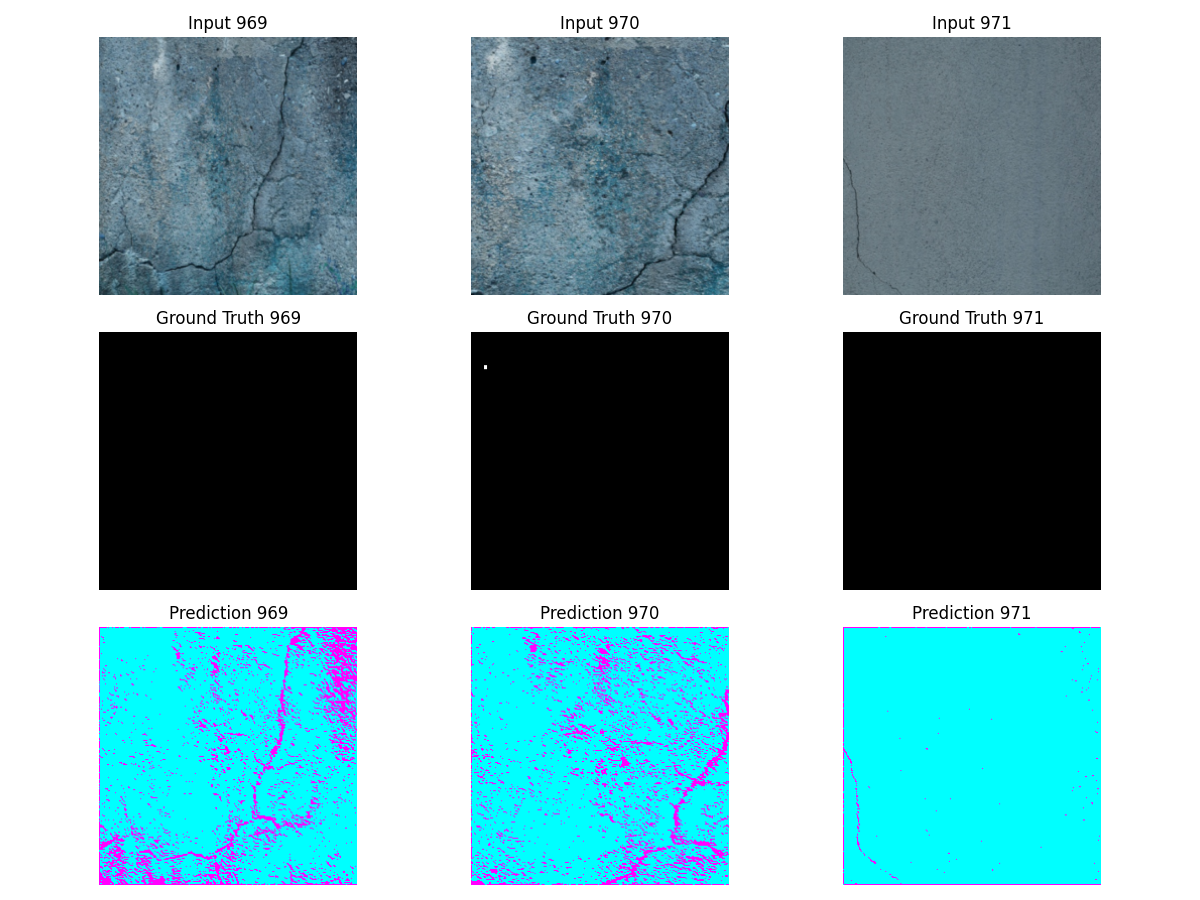 Input 969
Input 970
Input 971
Ground Truth 969
Ground Truth 970
Ground Truth 971
Prediction 969
Prediction 970
Prediction 971